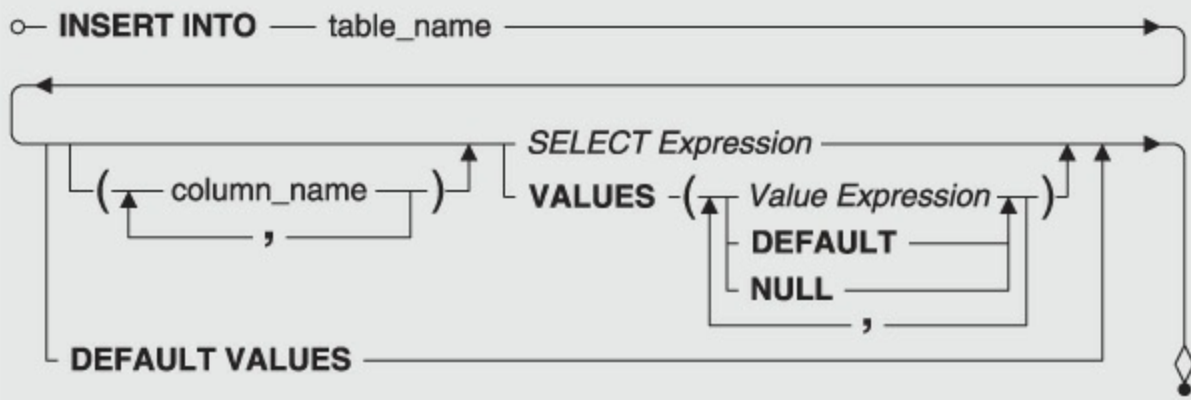 INSERT INTO table_name
SELECT Expression
( column_name ) VALUES ( Value Expression )
, DEFAULT
NULL
,
DEFAULT VALUES